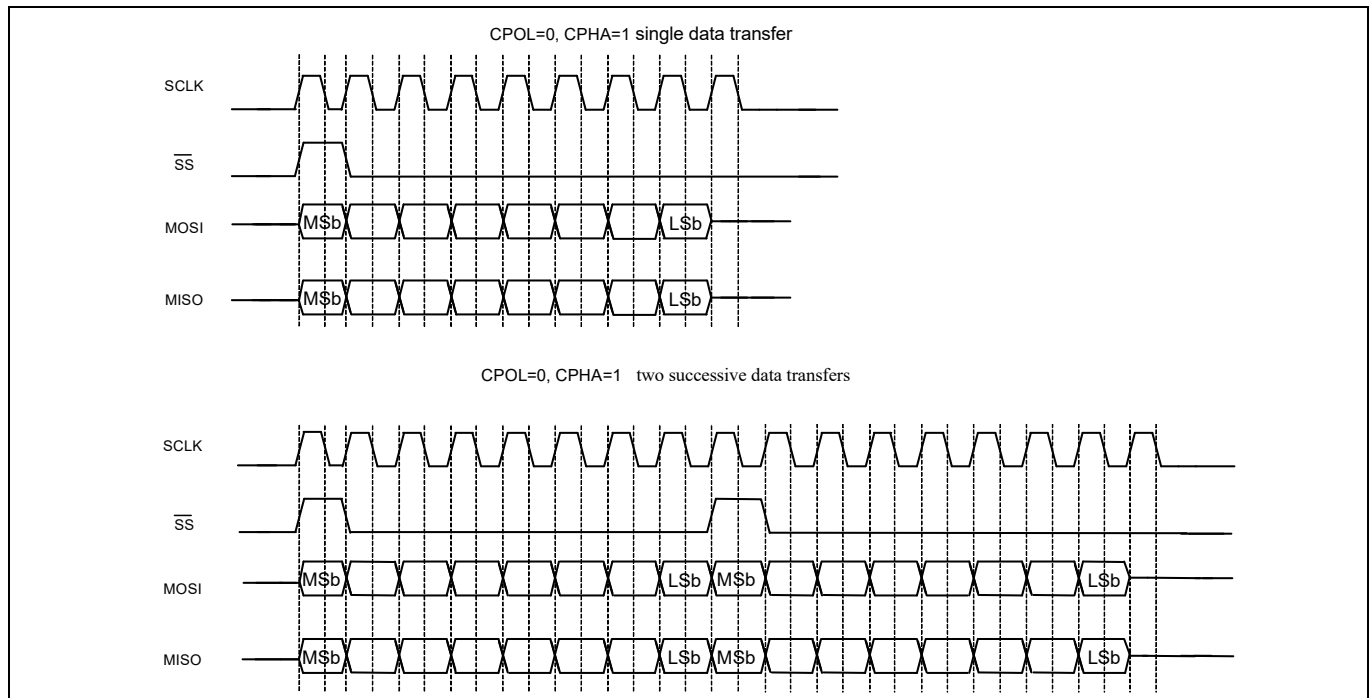 CPOL=0, CPHA=1 single data transfer
SCLK
SS
MOSI MSb LSb
MISO MSb LSb
CPOL=0, CPHA=1 two successive data transfers
SCLK
SS
MOSI MSb LSb MSb LSb
MISO MSb LSb MSb LSb